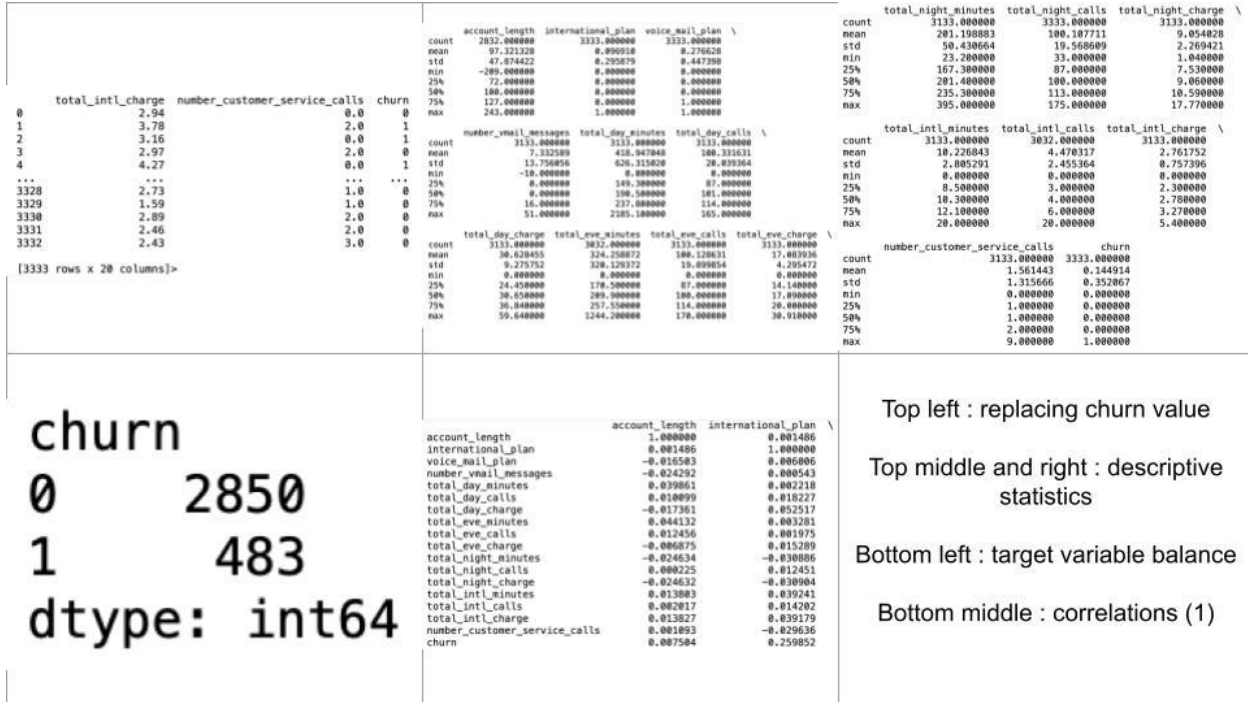 total_intl_charge number_customer_service_calls churn
0 2.94 0.0 0
1 3.78 2.0 1
2 3.16 0.0 1
3 2.97 2.0 0
4 4.27 0.0 1
... ... ... ...
3328 2.73 1.0 0
3329 1.59 1.0 0
3330 2.89 2.0 0
3331 2.46 2.0 0
3332 2.43 3.0 0
[3333 rows x 20 columns]>
account_length international_plan voice_mail_plan \
count 2832.000000 3333.000000 3333.000000
mean 97.321328 0.096910 0.276628
std 47.874422 0.295879 0.447398
min -209.000000 0.000000 0.000000
25% 72.000000 0.000000 0.000000
50% 100.000000 0.000000 0.000000
75% 127.000000 0.000000 1.000000
max 243.000000 1.000000 1.000000
number_vmail_messages total_day_minutes total_day_calls \
count 3133.000000 3133.000000 3133.000000
mean 7.332589 418.947048 100.331631
std 13.756056 626.315020 20.039364
min -10.000000 0.000000 0.000000
25% 0.000000 149.300000 87.000000
50% 0.000000 190.500000 101.000000
75% 16.000000 237.800000 114.000000
max 51.000000 2185.100000 165.000000
total_day_charge total_eve_minutes total_eve_calls total_eve_charge \
count 3133.000000 3032.000000 3133.000000 3133.000000
mean 30.628455 324.258872 100.128631 17.083936
std 9.275752 320.129372 19.899854 4.295472
min 0.000000 0.000000 0.000000 0.000000
25% 24.450000 170.500000 87.000000 14.140000
50% 30.650000 209.900000 100.000000 17.090000
75% 36.840000 257.550000 114.000000 20.000000
max 59.640000 1244.200000 170.000000 30.910000
total_night_minutes total_night_calls total_night_charge \
count 3133.000000 3333.000000 3133.000000
mean 201.198883 100.107711 9.054028
std 50.430664 19.568609 2.269421
min 23.200000 33.000000 1.040000
25% 167.300000 87.000000 7.530000
50% 201.400000 100.000000 9.060000
75% 235.300000 113.000000 10.590000
max 395.000000 175.000000 17.770000
total_intl_minutes total_intl_calls total_intl_charge \
count 3133.000000 3032.000000 3133.000000
mean 10.226843 4.470317 2.761752
std 2.805291 2.455364 0.757396
min 0.000000 0.000000 0.000000
25% 8.500000 3.000000 2.300000
50% 10.300000 4.000000 2.780000
75% 12.100000 6.000000 3.270000
max 20.000000 20.000000 5.400000
number_customer_service_calls churn
count 3133.000000 3333.000000
mean 1.561443 0.144914
std 1.315666 0.352067
min 0.000000 0.000000
25% 1.000000 0.000000
50% 1.000000 0.000000
75% 2.000000 0.000000
max 9.000000 1.000000
churn
0 2850
1 483
dtype: int64
account_length international_plan \
account_length 1.000000 0.001486
international_plan 0.001486 1.000000
voice_mail_plan -0.016503 0.006006
number_vmail_messages -0.024292 0.000543
total_day_minutes 0.039861 0.002218
total_day_calls 0.010099 0.018227
total_day_charge -0.017361 0.052517
total_eve_minutes 0.044132 0.003281
total_eve_calls 0.012456 0.001975
total_eve_charge -0.006875 0.015289
total_night_minutes -0.024634 -0.030886
total_night_calls 0.000225 0.012451
total_night_charge -0.024632 -0.030904
total_intl_minutes 0.013803 0.039241
total_intl_calls 0.002017 0.014202
total_intl_charge 0.013827 0.039179
number_customer_service_calls 0.001093 -0.029636
churn 0.007504 0.259852
Top left : replacing churn value
Top middle and right : descriptive
statistics
Bottom left : target variable balance
Bottom middle : correlations (1)